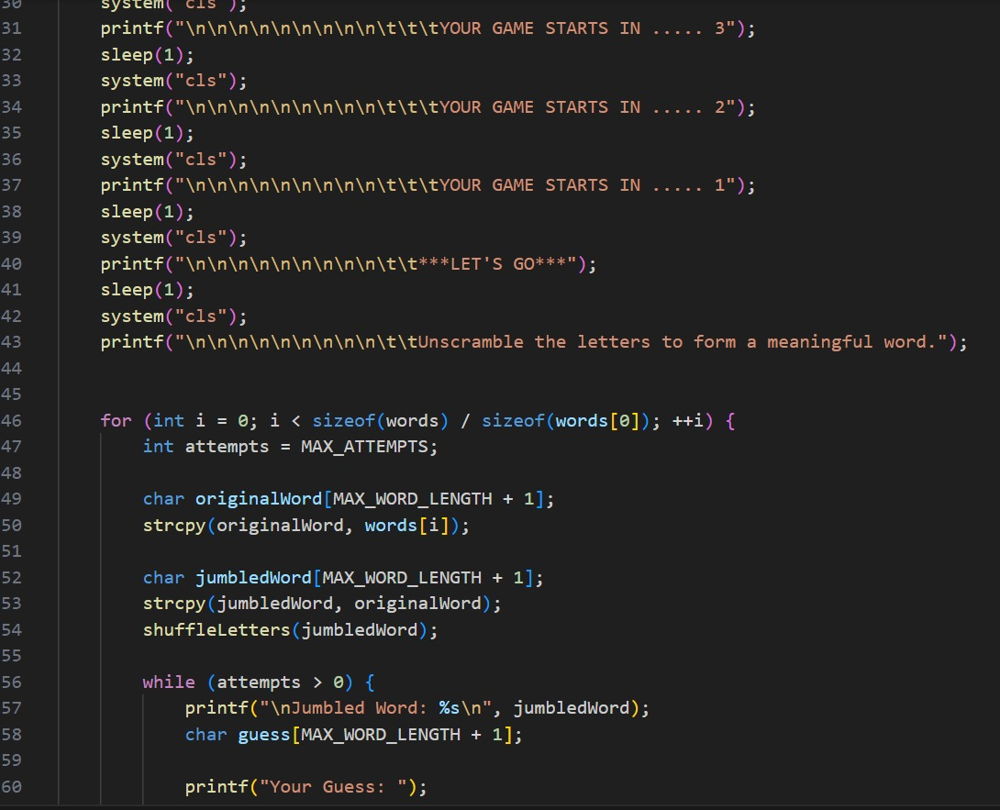 30 system("cls");
31 printf("\n\n\n\n\n\n\n\n\n\t\t\tYOUR GAME STARTS IN ..... 3");
32 sleep(1);
33 system("cls");
34 printf("\n\n\n\n\n\n\n\n\n\t\t\tYOUR GAME STARTS IN ..... 2");
35 sleep(1);
36 system("cls");
37 printf("\n\n\n\n\n\n\n\n\n\t\t\tYOUR GAME STARTS IN ..... 1");
38 sleep(1);
39 system("cls");
40 printf("\n\n\n\n\n\n\n\n\n\t\t***LET'S GO***");
41 sleep(1);
42 system("cls");
43 printf("\n\n\n\n\n\n\n\n\n\t\tUnscramble the letters to form a meaningful word.");
44
45
46 for (int i = 0; i < sizeof(words) / sizeof(words[0]); ++i) {
47 int attempts = MAX_ATTEMPTS;
48
49 char originalWord[MAX_WORD_LENGTH + 1];
50 strcpy(originalWord, words[i]);
51
52 char jumbledWord[MAX_WORD_LENGTH + 1];
53 strcpy(jumbledWord, originalWord);
54 shuffleLetters(jumbledWord);
55
56 while (attempts > 0) {
57 printf("\nJumbled Word: %s\n", jumbledWord);
58 char guess[MAX_WORD_LENGTH + 1];
59
60 printf("Your Guess: ");